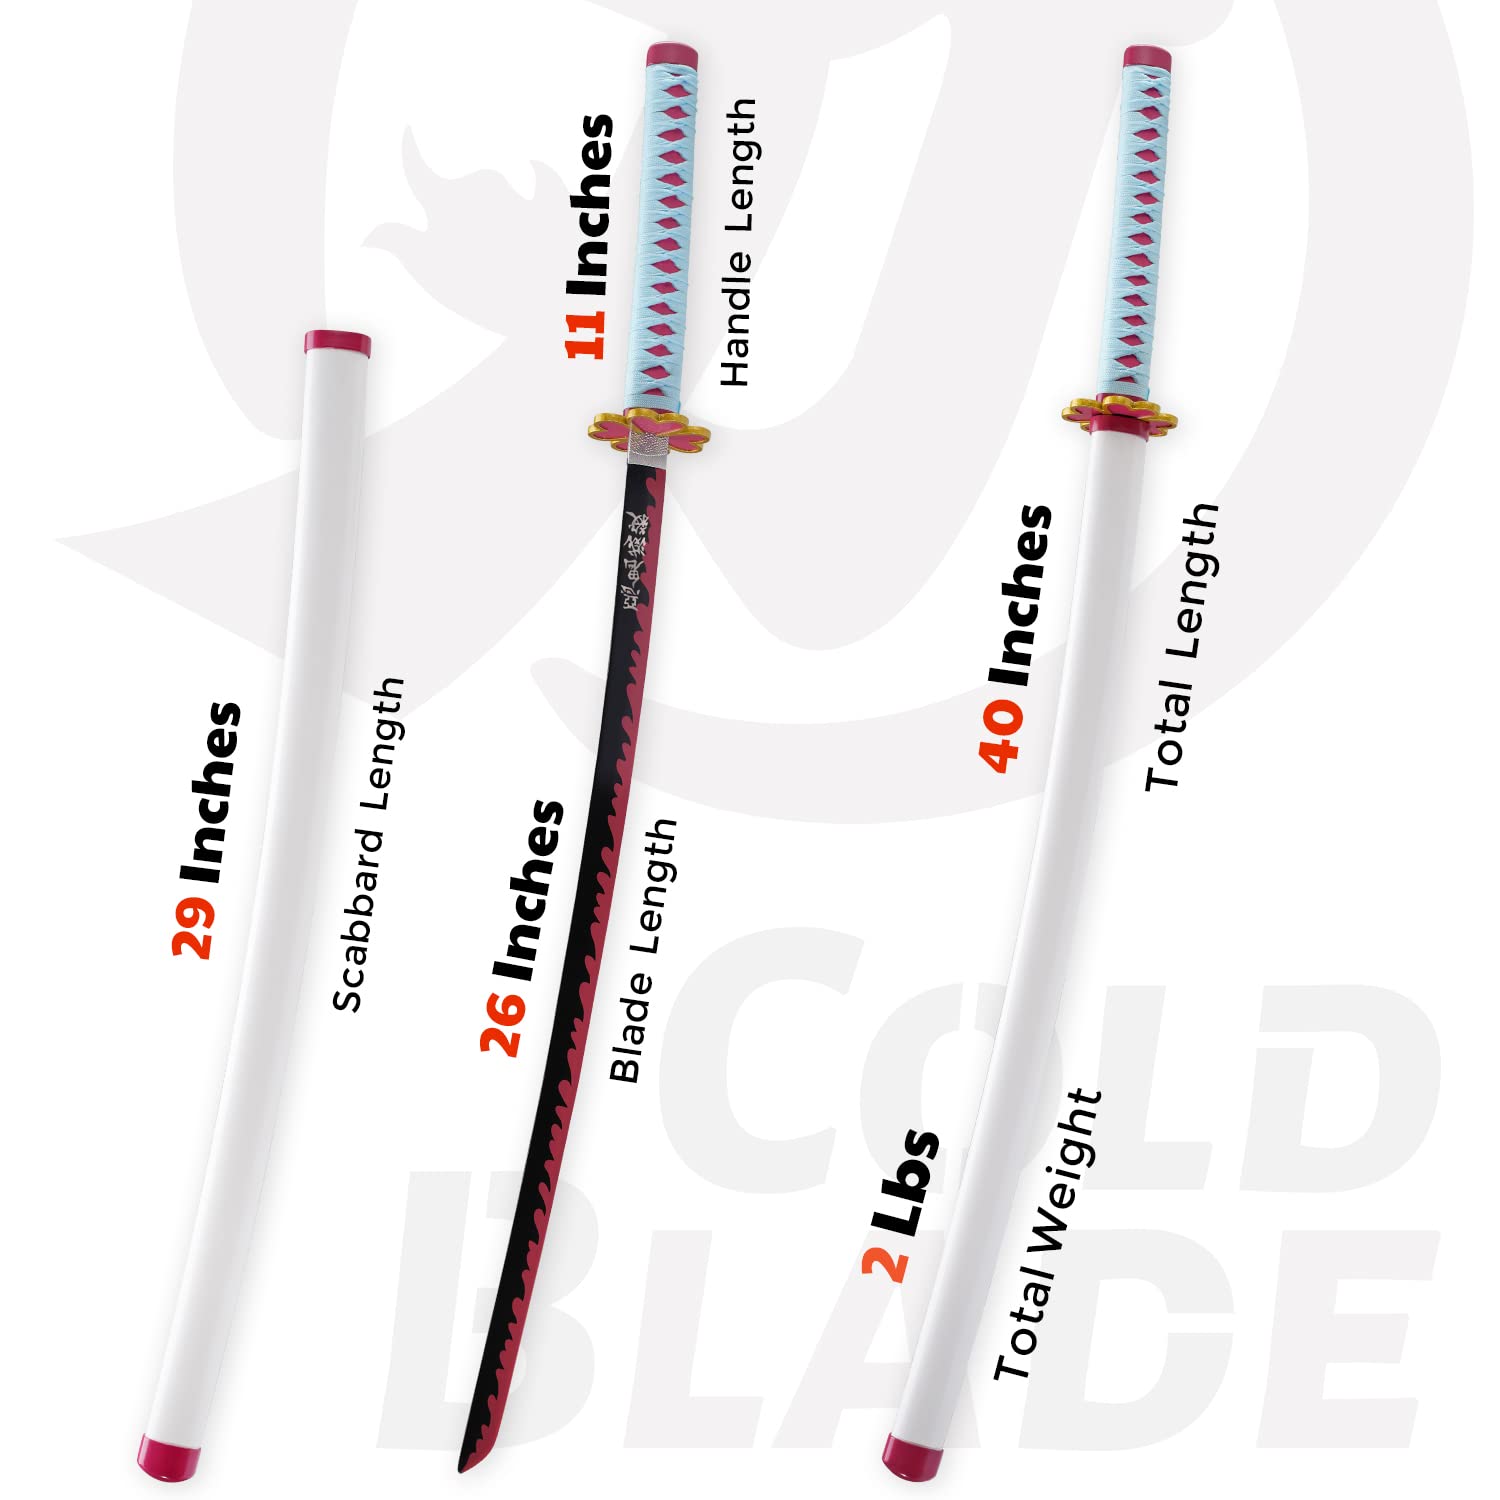 11 Inches
Handle Length
29 Inches
Scabbard Length
26 Inches
Blade Length
40 Inches
Total Length
2 Lbs
Total Weight
COLD
BLADE